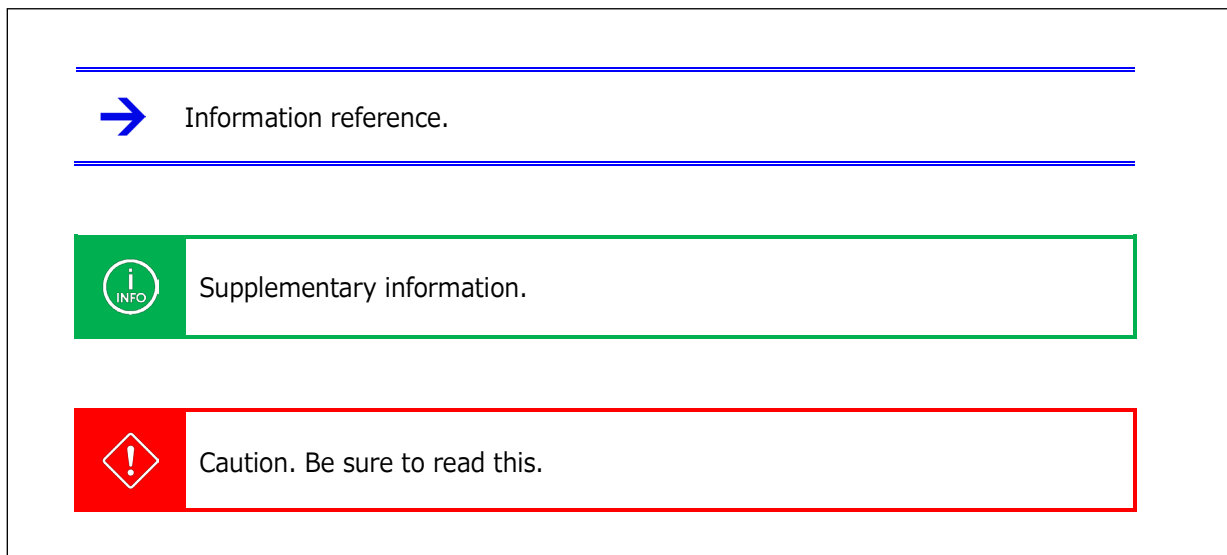 Information reference.
i
INFO
Supplementary information.
!
Caution. Be sure to read this.